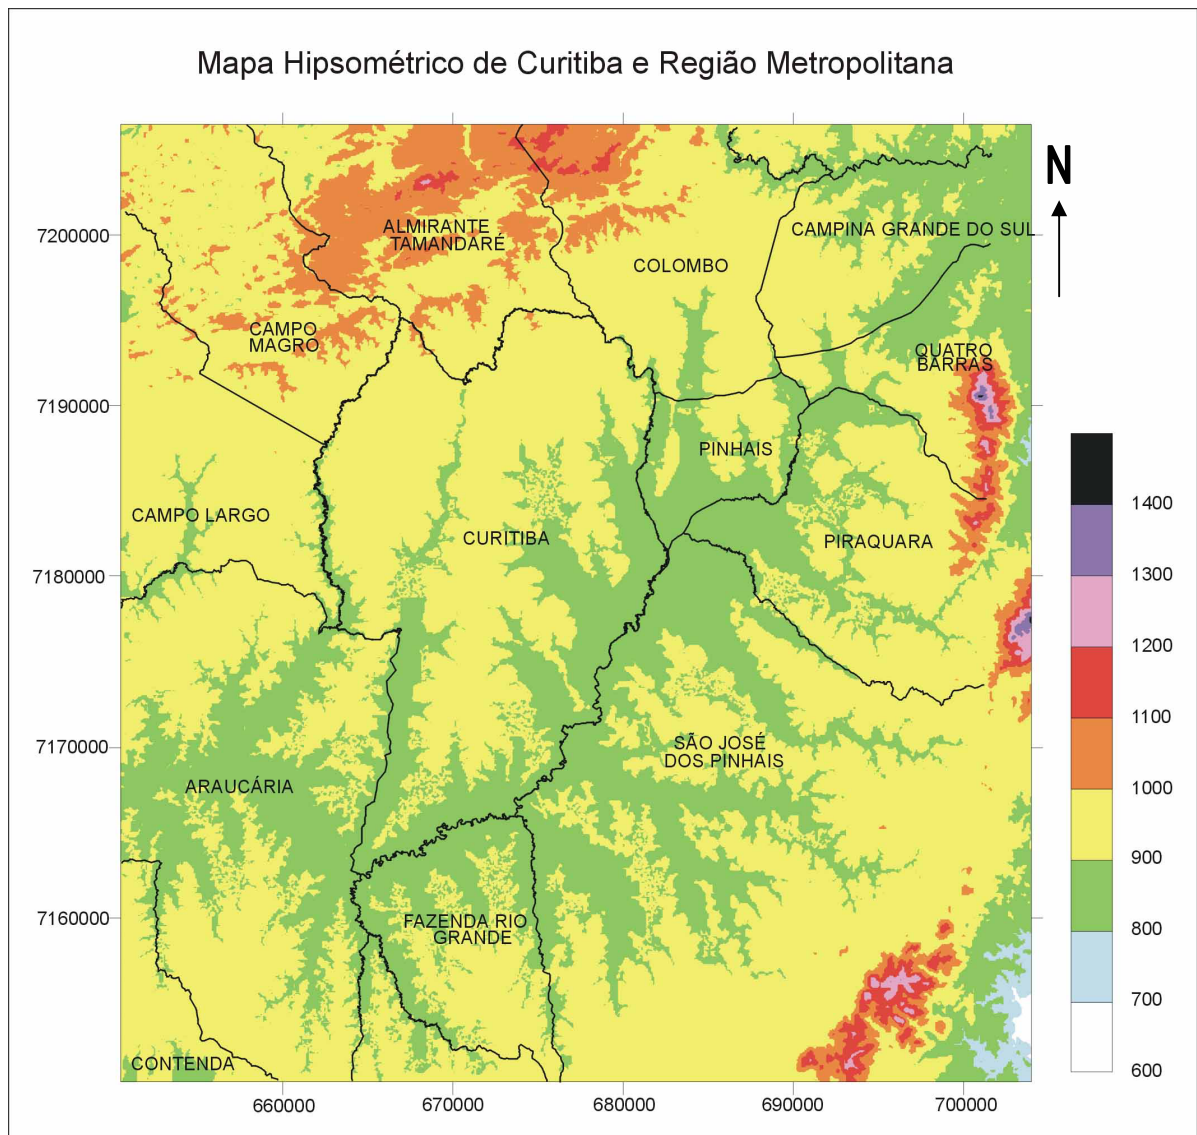 Mapa Hipsométrico de Curitiba e Região Metropolitana
N
7200000
7190000
7180000
7170000
7160000
ALMIRANTE
TAMANDARÉ
CAMPINA GRANDE DO SUL
COLOMBO
CAMPO
MAGRO
QUATRO
BARRAS
PINHAIS
CAMPO LARGO
CURITIBA
PIRAQUARA
SÃO JOSÉ
DOS PINHAIS
ARAUCÁRIA
FAZENDA RIO
GRANDE
CONTENDA
1400
1300
1200
1100
1000
900
800
700
600
660000
670000
680000
690000
700000